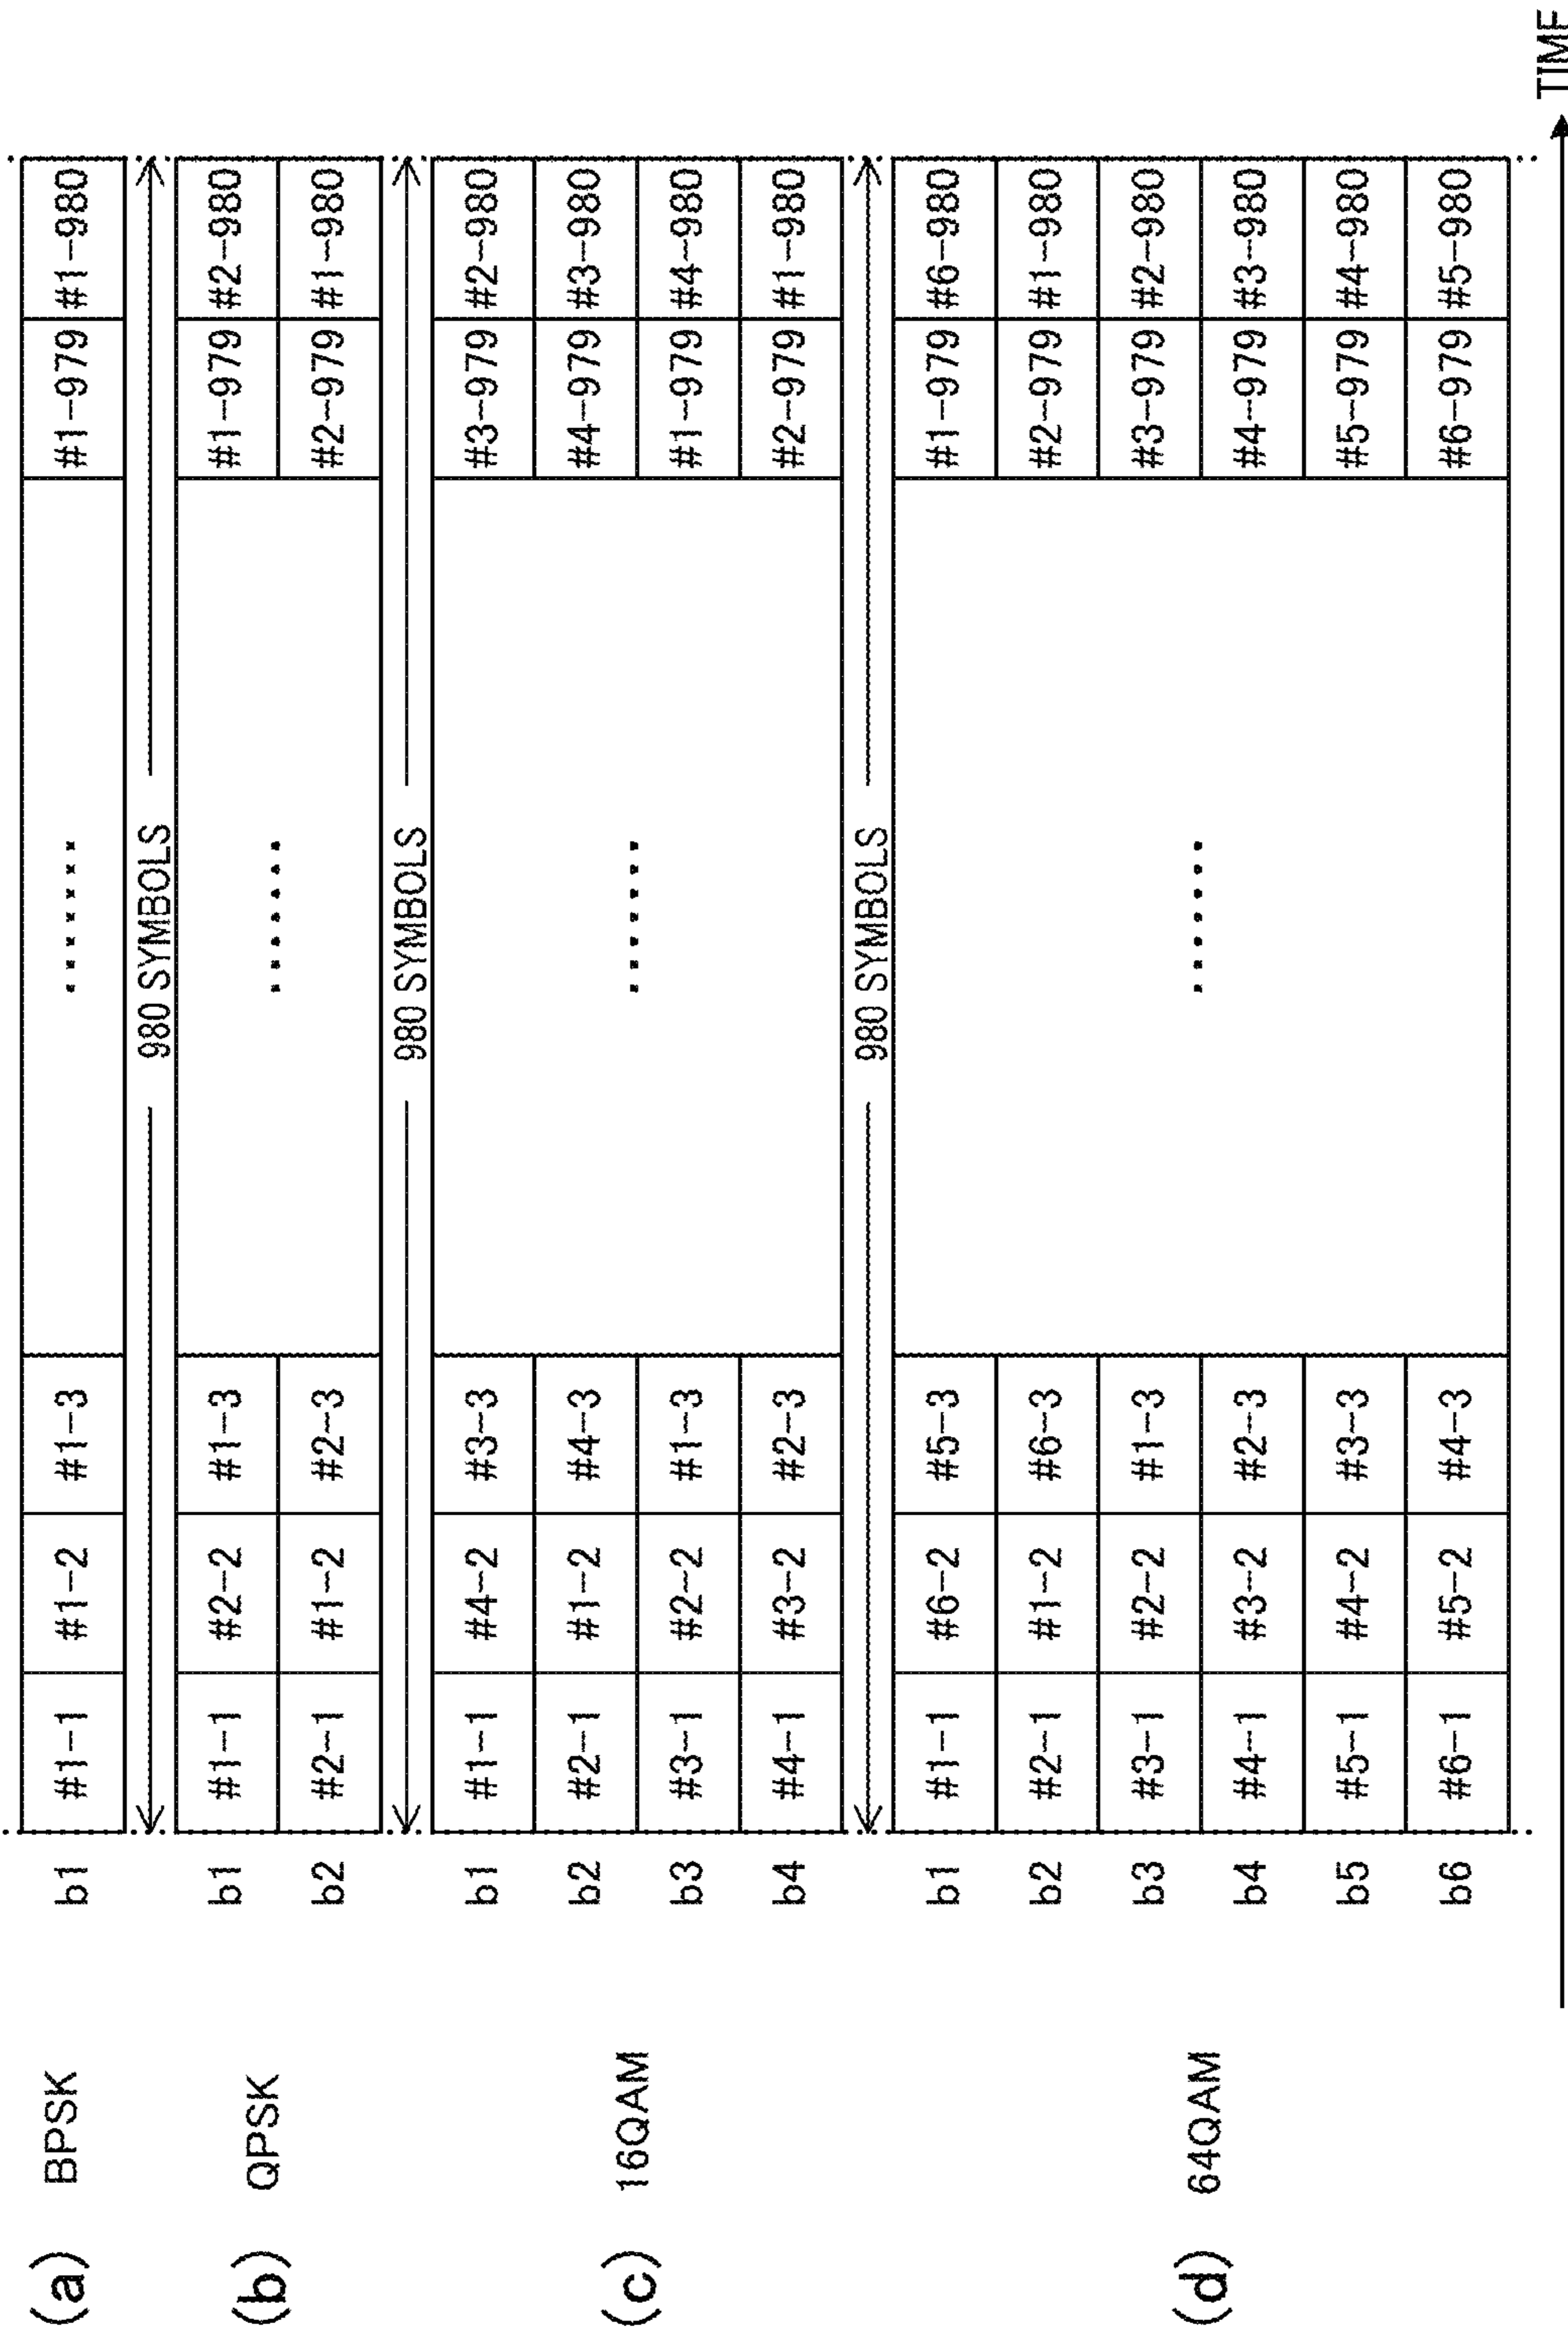 (a) BPSK
b1 #1-1 #1-2 #1-3 ....... #1-979 #1-980
980 SYMBOLS
(b) QPSK
b1 #1-1 #2-2 #1-3 ....... #1-979 #2-980
b2 #2-1 #1-2 #2-3 #2-979 #1-980
980 SYMBOLS
(c) 16QAM
b1 #1-1 #4-2 #3-3 #3-979 #2-980
b2 #2-1 #1-2 #4-3 ....... #4-979 #3-980
b3 #3-1 #2-2 #1-3 #1-979 #4-980
b4 #4-1 #3-2 #2-3 #2-979 #1-980
980 SYMBOLS
(d) 64QAM
b1 #1-1 #6-2 #5-3 #1-979 #6-980
b2 #2-1 #1-2 #6-3 #2-979 #1-980
b3 #3-1 #2-2 #1-3 ....... #3-979 #2-980
b4 #4-1 #3-2 #2-3 #4-979 #3-980
b5 #5-1 #4-2 #3-3 #5-979 #4-980
b6 #6-1 #5-2 #4-3 #6-979 #5-980
TIME